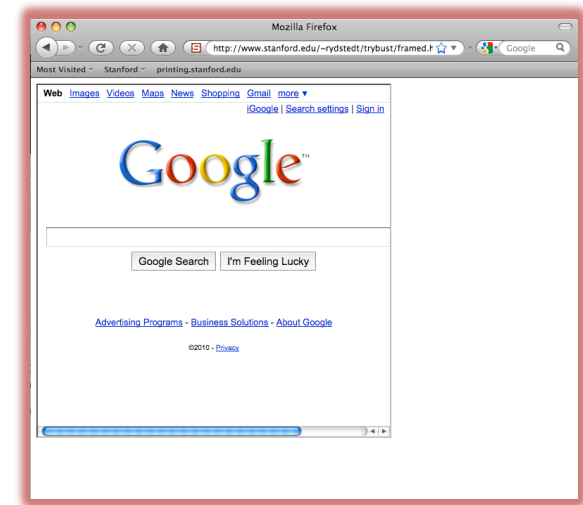 Mozilla Firefox
http://www.stanford.edu/~rydstedt/trybust/framed.h
Google
Most Visited Stanford printing.stanford.edu
Web Images Videos Maps News Shopping Gmail more ▼
iGoogle | Search settings | Sign in
Google™
Google Search I'm Feeling Lucky
Advertising Programs - Business Solutions - About Google
©2010 - Privacy